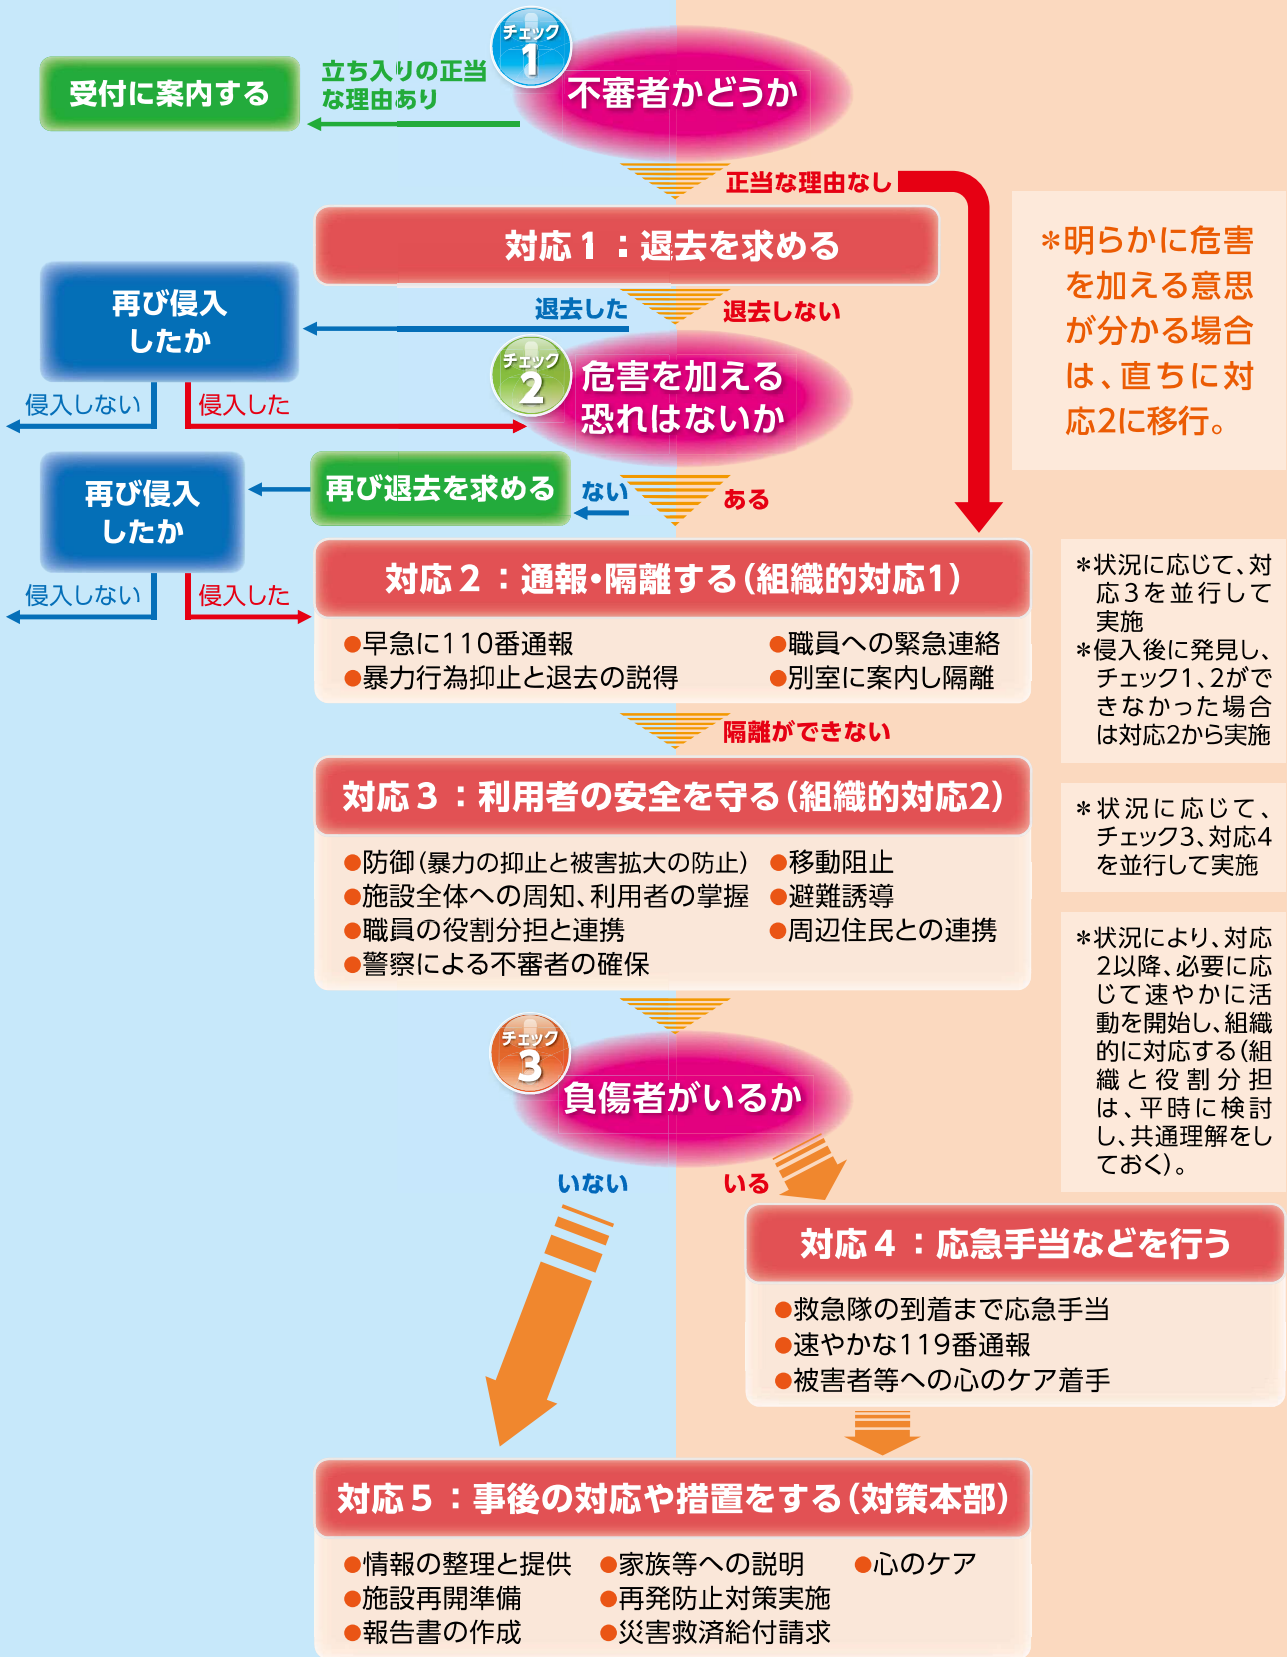 チェック
1
不審者かどうか
立ち入りの正当
な理由あり
受付に案内する
正当な理由なし
＊明らかに危害
を加える意思
が分かる場合
は、直ちに対
応2に移行。
対応1：退去を求める
退去した
退去しない
再び侵入
したか
侵入しない
侵入した
チェック
2
危害を加える
恐れはないか
ない
ある
再び退去を求める
再び侵入
したか
侵入しない
侵入した
対応2：通報・隔離する（組織的対応1）
●早急に110番通報
●職員への緊急連絡
●暴力行為抑止と退去の説得
●別室に案内し隔離
＊状況に応じて、対
応3を並行して
実施
＊侵入後に発見し、
チェック1、2がで
きなかった場合
は対応2から実施
隔離ができない
対応3：利用者の安全を守る（組織的対応2）
●防御（暴力の抑止と被害拡大の防止）
●移動阻止
●施設全体への周知、利用者の掌握
●避難誘導
●職員の役割分担と連携
●周辺住民との連携
●警察による不審者の確保
＊状況に応じて、
チェック3、対応4
を並行して実施
＊状況により、対応
2以降、必要に応
じて速やかに活
動を開始し、組織
的に対応する（組
織と役割分担
は、平時に検討
し、共通理解をし
ておく）。
チェック
3
負傷者がいるか
いない
いる
対応4：応急手当などを行う
●救急隊の到着まで応急手当
●速やかな119番通報
●被害者等への心のケア着手
対応5：事後の対応や措置をする（対策本部）
●情報の整理と提供
●家族等への説明
●心のケア
●施設再開準備
●再発防止対策実施
●報告書の作成
●災害救済給付請求